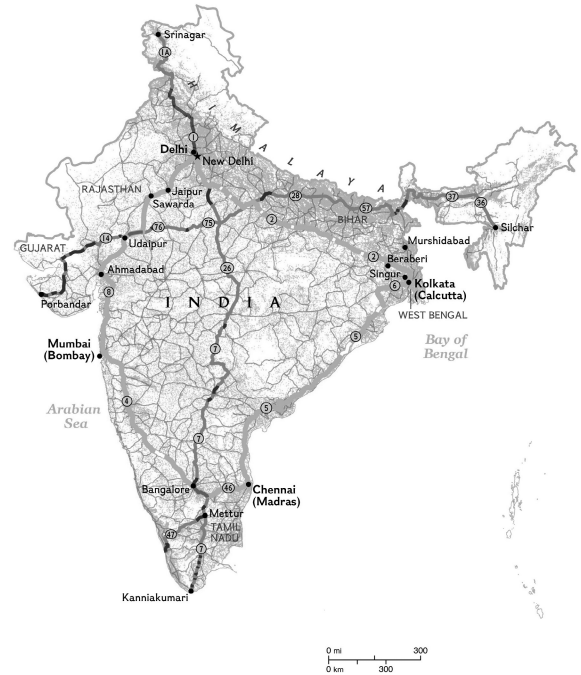 Srinagar
1A
HIMALAYA
1
Delhi
New Delhi
RAJASTHAN
Jaipur
Sawarda
28
37
36
57
BIHAR
2
75
76
14
Silchar
GUJARAT
Udaipur
Murshidabad
2
Beraberi
Ahmadabad
26
Singur
Kolkata
(Calcutta)
6
8
Porbandar
INDIA
WEST BENGAL
5
Bay of
Bengal
Mumbai
(Bombay)
7
Arabian
Sea
4
5
7
Bangalore
46
Chennai
(Madras)
Mettur
TAMIL
NADU
47
7
Kanniakumari
0 mi 300
0 km 300